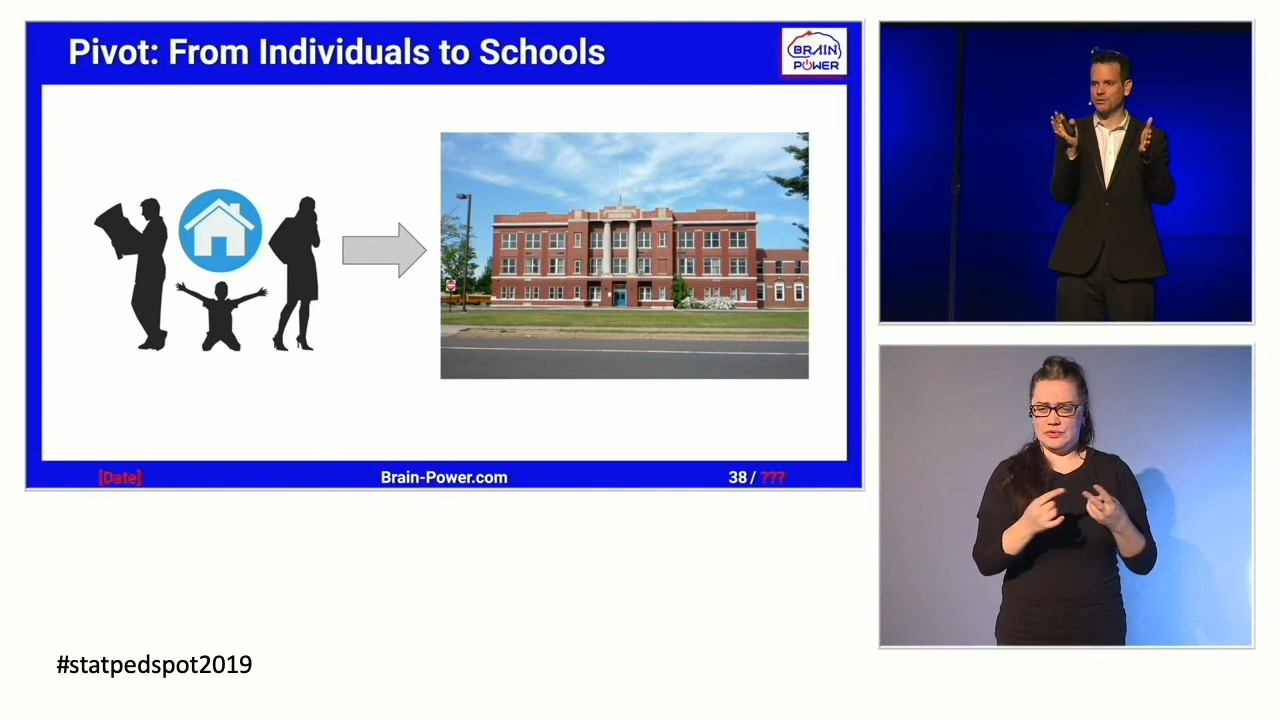 Pivot: From Individuals to Schools
BRAIN
POWER
[Date]
Brain-Power.com
38 / ???
#statpedspot2019